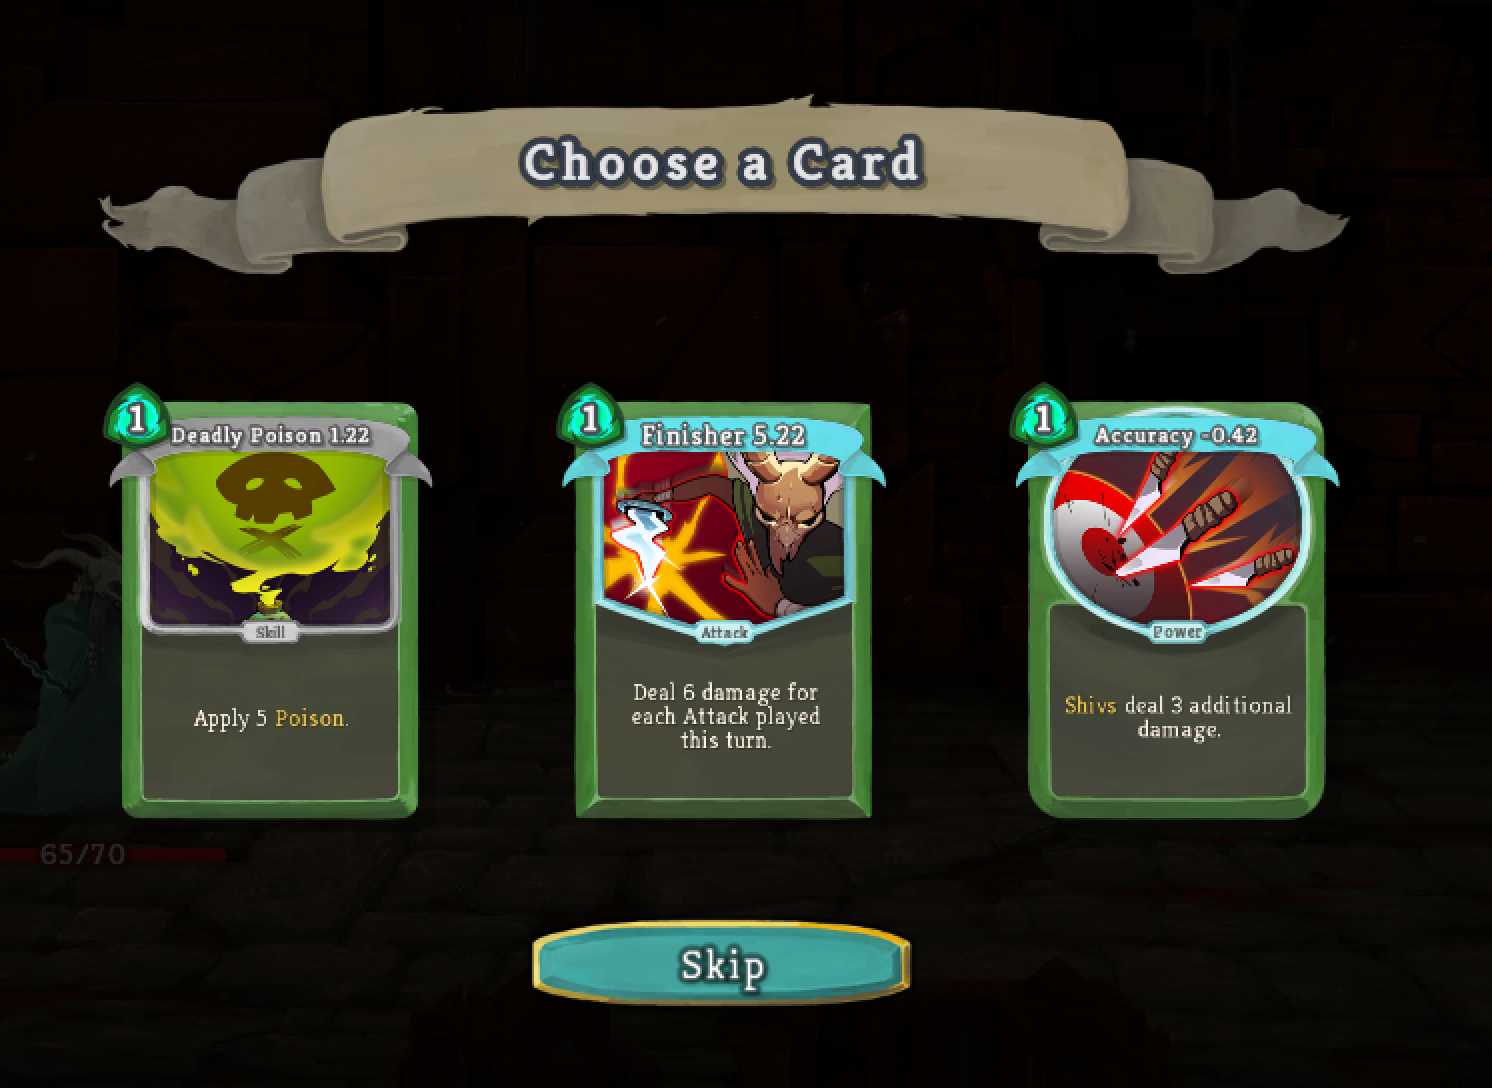 Choose a Card
1
Deadly Poison 1.22
Skill
Apply 5 Poison.
1
Finisher 5.22
Attack
Deal 6 damage for
each Attack played
this turn.
1
Accuracy -0.42
Power
Shivs deal 3 additional
damage.
65/70
Skip